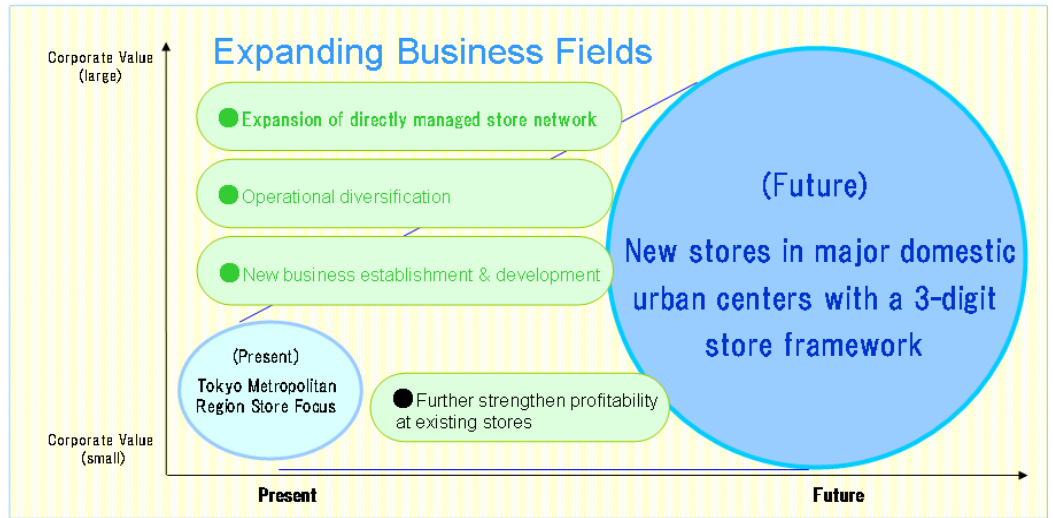 Expanding Business Fields
Corporate Value
(large)
Expansion of directly managed store network
Operational diversification
New business establishment & development
(Present)
Tokyo Metropolitan
Region Store Focus
Further strengthen profitability
at existing stores
(Future)
New stores in major domestic
urban centers with a 3-digit
store framework
Corporate Value
(small)
Present
Future